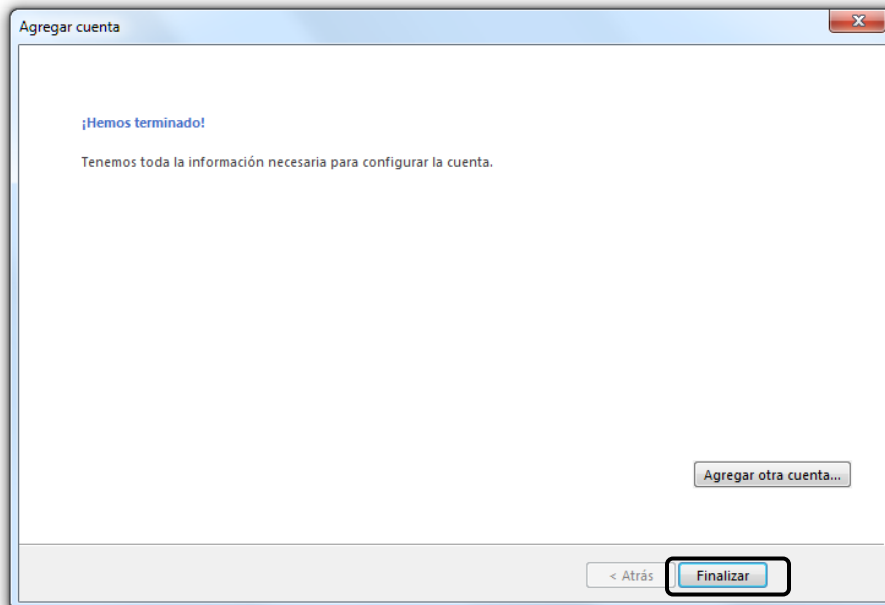 Agregar cuenta
¡Hemos terminado!
Tenemos toda la información necesaria para configurar la cuenta.
Agregar otra cuenta...
< Atrás
Finalizar